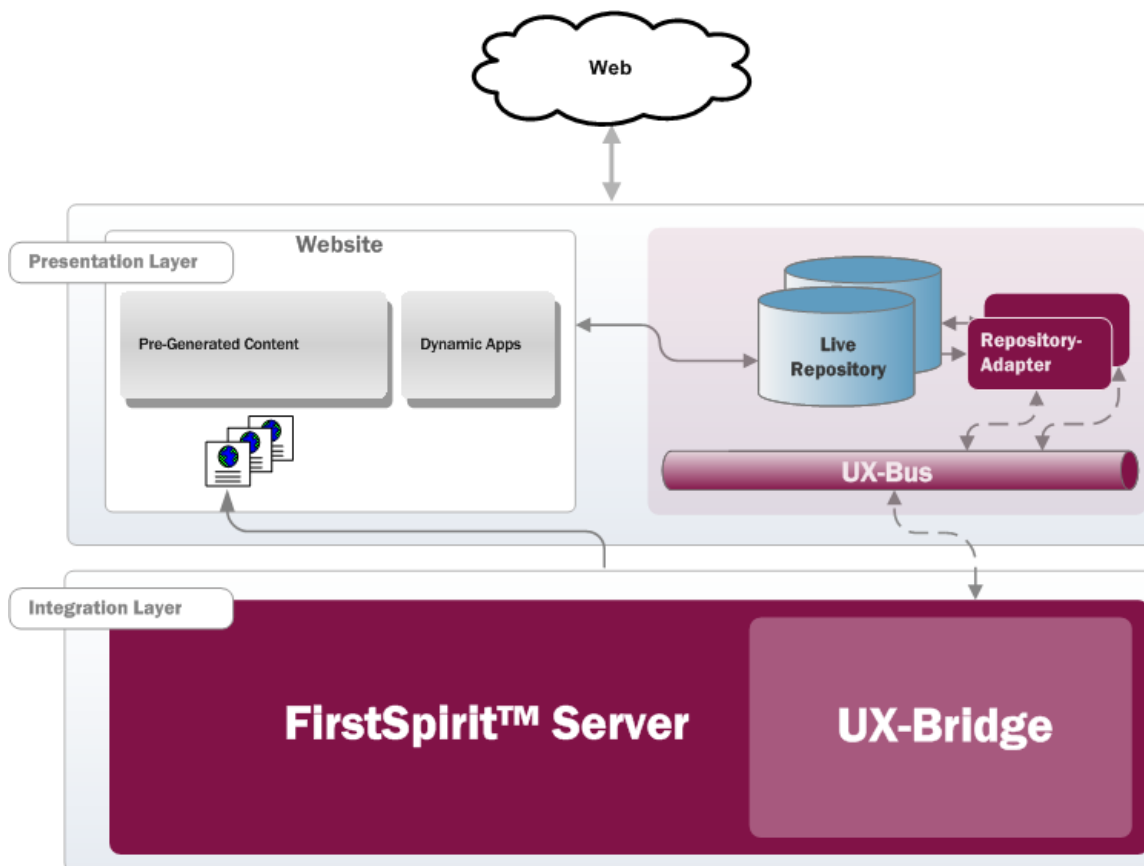 Web
Website
Presentation Layer
Pre-Generated Content
Dynamic Apps
Live
Repository
Repository-
Adapter
UX-Bus
Integration Layer
FirstSpirit™ Server
UX-Bridge